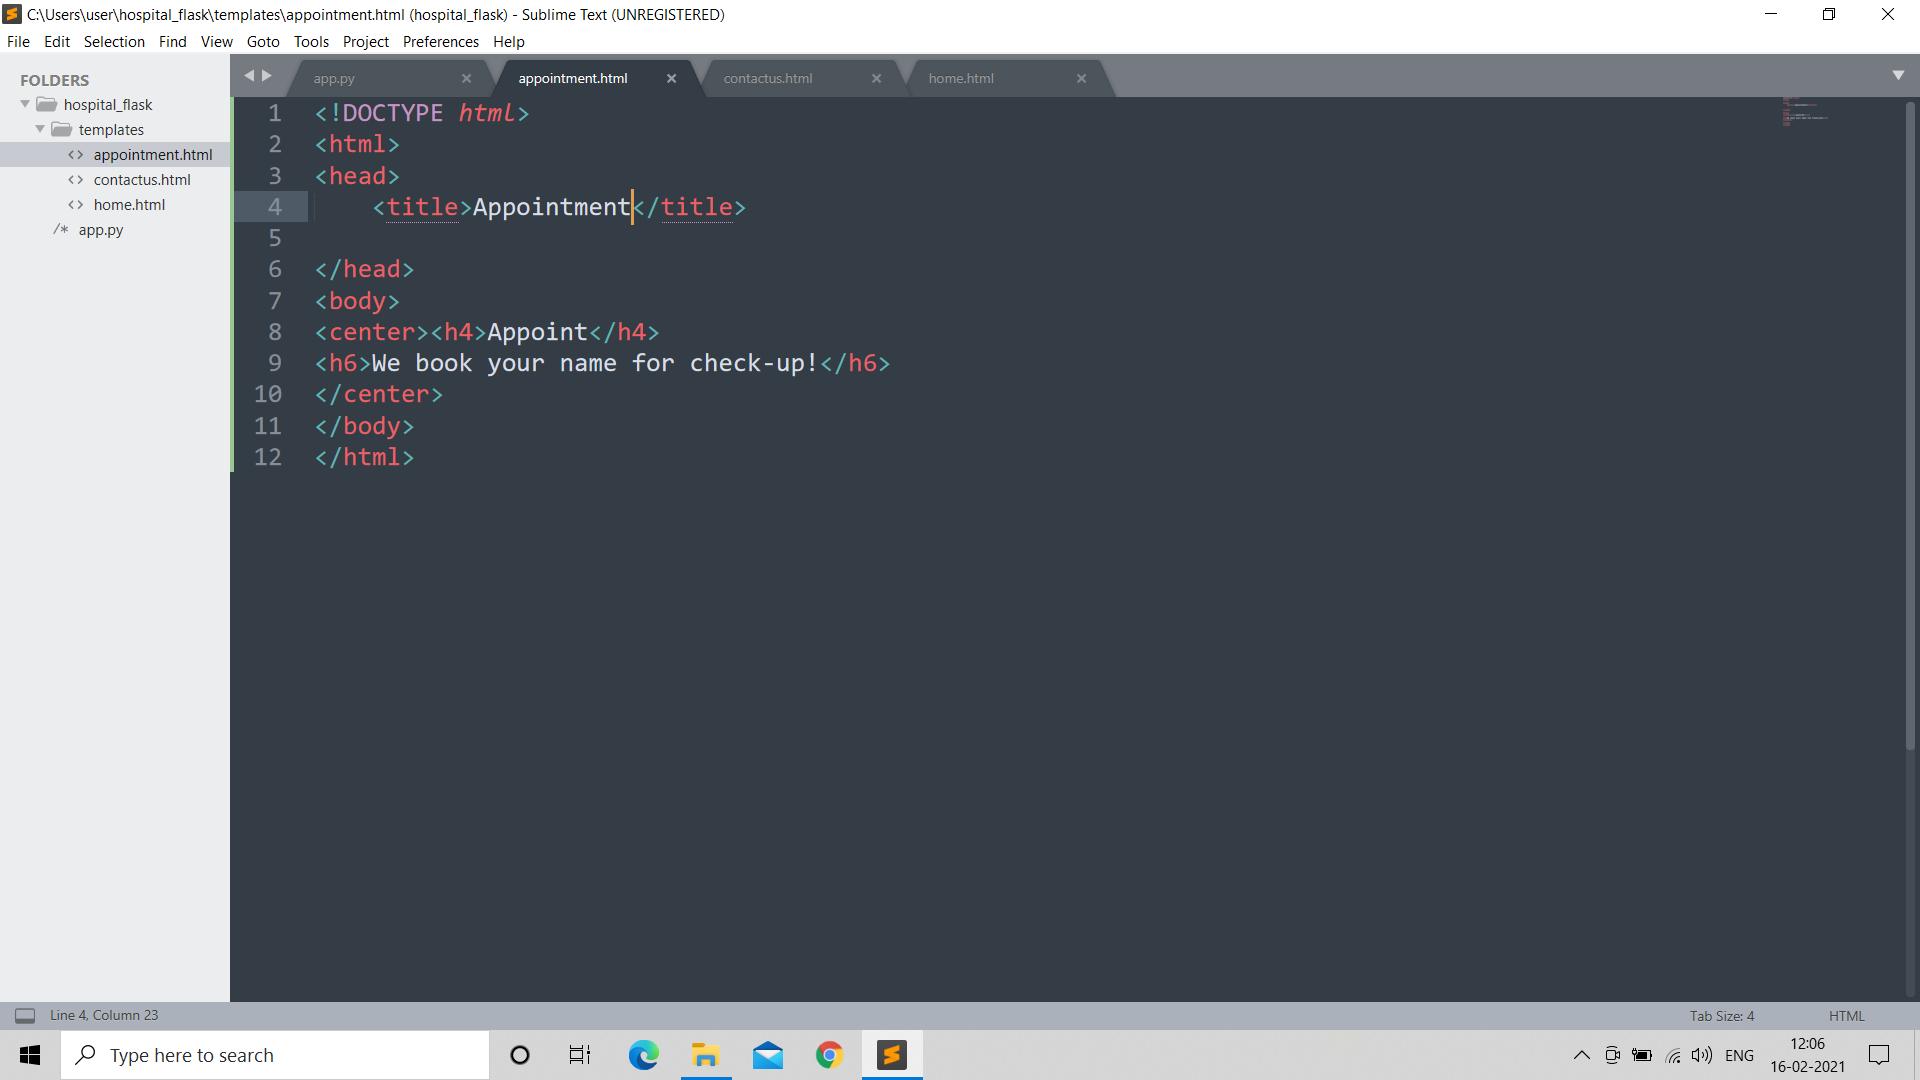 C:\Users\user\hospital_flask\templates\appointment.html (hospital_flask) - Sublime Text (UNREGISTERED)
File Edit Selection Find View Goto Tools Project Preferences Help
FOLDERS
hospital_flask
templates
<> appointment.html
<> contactus.html
<> home.html
/* app.py
app.py appointment.html contactus.html home.html
1 <!DOCTYPE html>
2 <html>
3 <head>
4 <title>Appointment</title>
5
6 </head>
7 <body>
8 <center><h4>Appoint</h4>
9 <h6>We book your name for check-up!</h6>
10 </center>
11 </body>
12 </html>
Line 4, Column 23 Tab Size: 4 HTML
Type here to search
ENG
12:06
16-02-2021